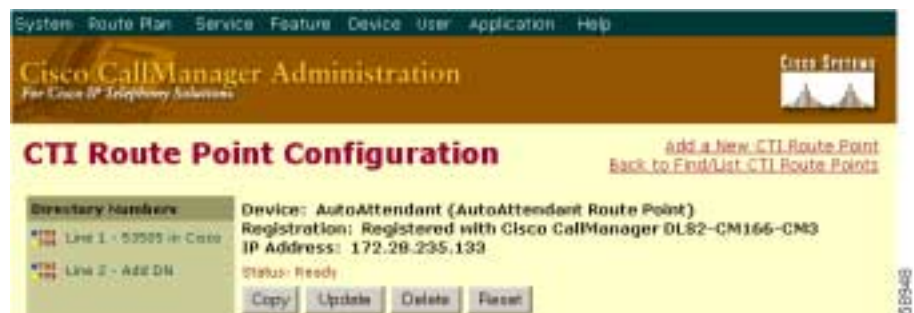 System Route Plan Service Feature Device User Application Help
Cisco CallManager Administration
For Cisco IP Telephony Solutions
Cisco Systems
CTI Route Point Configuration
Add a New CTI Route Point
Back to Find/List CTI Route Points
Directory Numbers
Line 1 - 53505 in Cisco
Line 2 - Add DN
Device: AutoAttendant (AutoAttendant Route Point)
Registration: Registered with Cisco CallManager DLS2-CM166-CM3
IP Address: 172.28.235.133
Status: Ready
Copy Update Delete Reset
58948